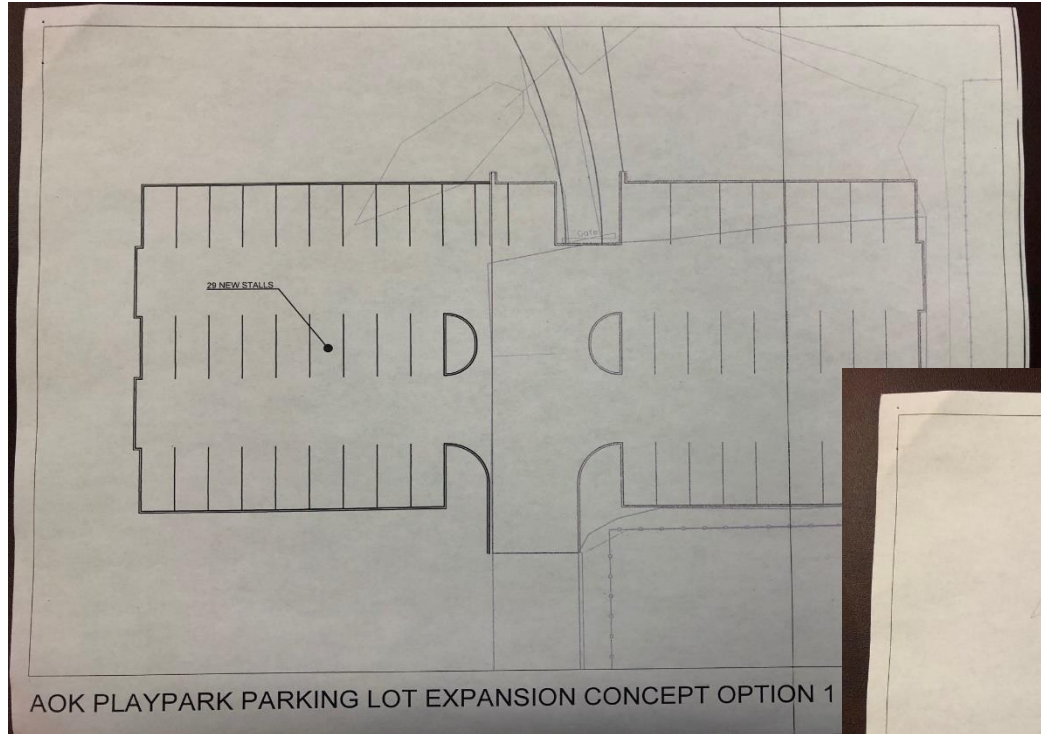 Gate
29 NEW STALLS
AOK PLAYPARK PARKING LOT EXPANSION CONCEPT OPTION 1